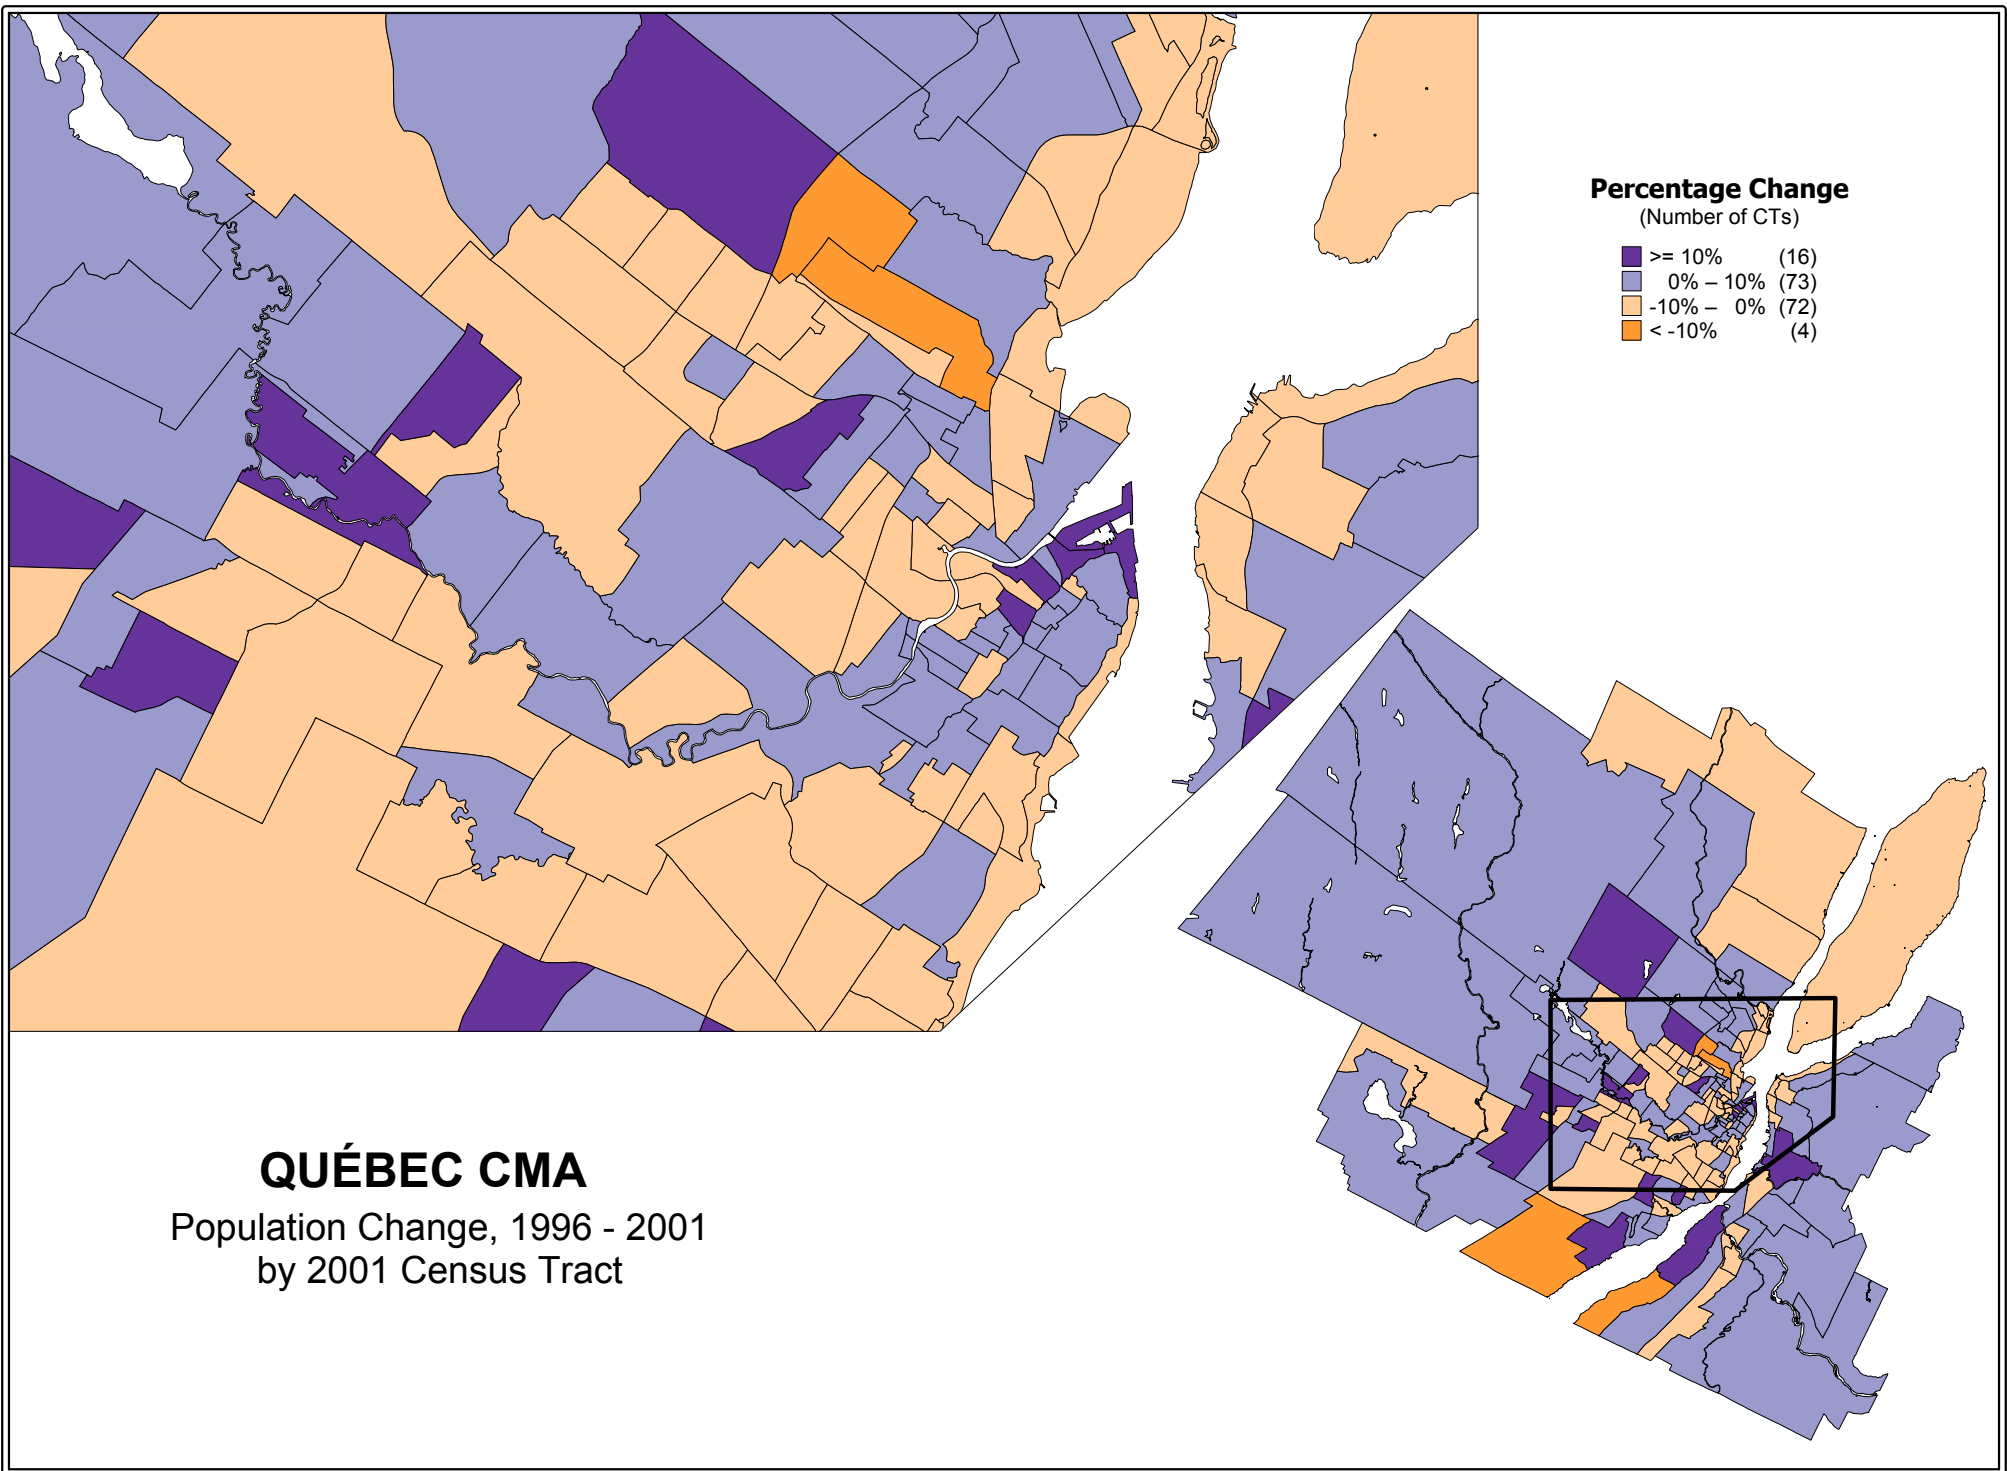 Percentage Change
(Number of CTs)
>= 10% (16)
0% – 10% (73)
-10% – 0% (72)
< -10% (4)
QUÉBEC CMA
Population Change, 1996 - 2001
by 2001 Census Tract